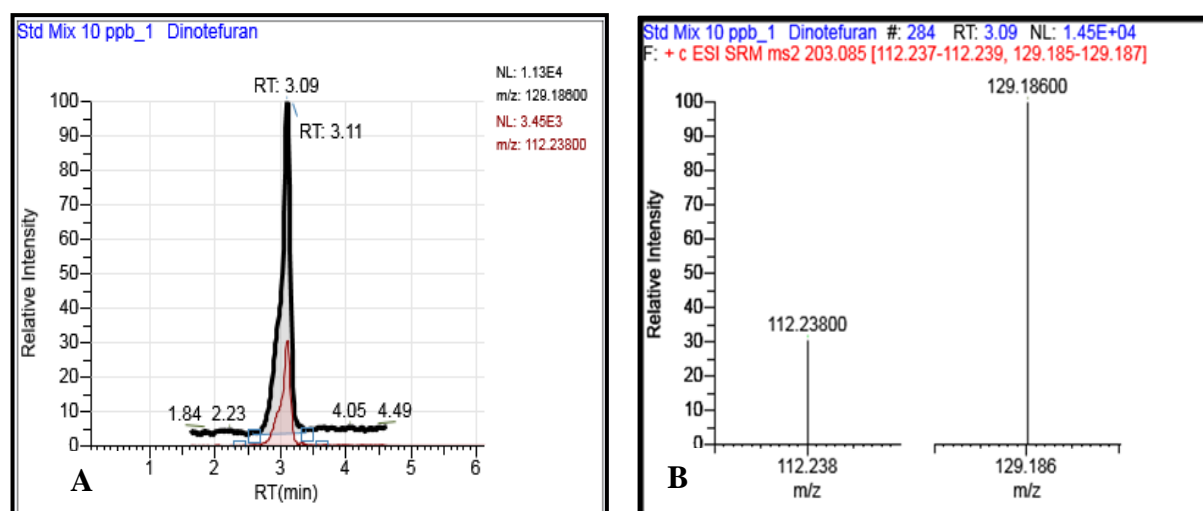 Std Mix 10 ppb_1 Dinotefuran
NL: 1.13E4
m/z: 129.18600
NL: 3.45E3
m/z: 112.23800
RT: 3.09
RT: 3.11
100
90
80
70
60
50
40
30
20
10
0
Relative Intensity
1.84 2.23 4.05 4.49
1 2 3 4 5 6
RT(min)
A
Std Mix 10 ppb_1 Dinotefuran #: 284 RT: 3.09 NL: 1.45E+04
F: + c ESI SRM ms2 203.085 [112.237-112.239, 129.185-129.187]
129.18600
100
90
80
70
60
50
40
30
20
10
0
Relative Intensity
112.23800
112.238 129.186
m/z m/z
B